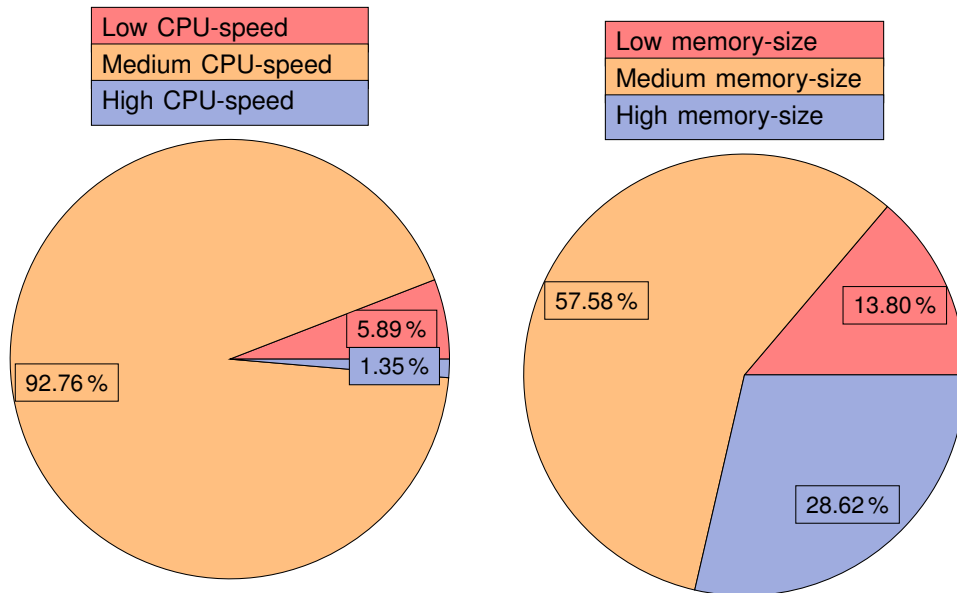 Low CPU-speed
Medium CPU-speed
High CPU-speed
5.89 %
1.35 %
92.76 %
Low memory-size
Medium memory-size
High memory-size
57.58 %
13.80 %
28.62 %